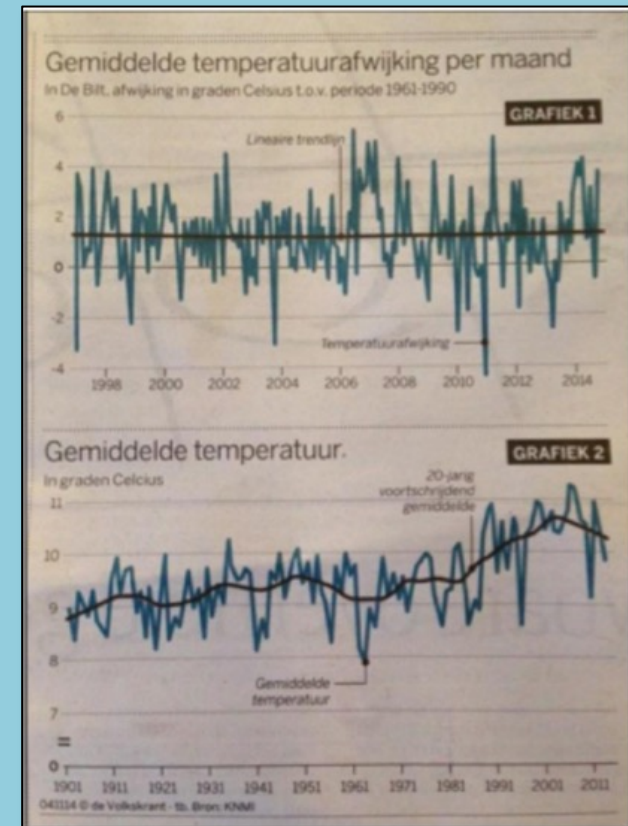 Gemiddelde temperatuurafwijking per maand
In De Bilt, afwijking in graden Celsius t.o.v. periode 1961-1990
GRAFIEK 1
6
Lineaire trendlijn
4
2
0
-2
Temperatuurafwijking
-4
1998 2000 2002 2004 2006 2008 2010 2012 2014
Gemiddelde temperatuur.
GRAFIEK 2
In graden Celcius
20-jarig
voortschrijdend
gemiddelde
11
10
9
8
Gemiddelde
temperatuur
7
=
0
1901 1911 1921 1931 1941 1951 1961 1971 1981 1991 2001 2011
041114 © de Volkskrant - tb. Bron: KNMI